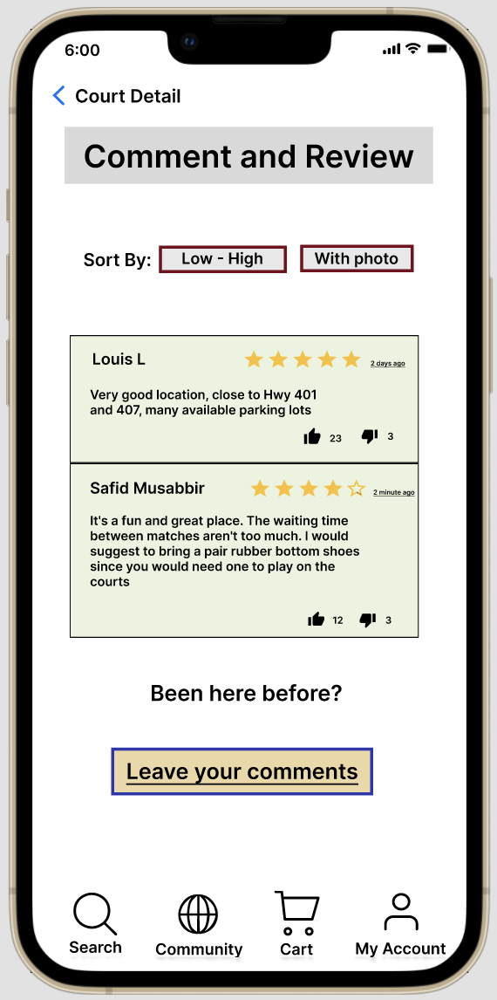 6:00
Court Detail
Comment and Review
Sort By: Low - High With photo
Louis L 2 days ago
Very good location, close to Hwy 401
and 407, many available parking lots
23 3
Safid Musabbir 2 minute ago
It's a fun and great place. The waiting time
between matches aren't too much. I would
suggest to bring a pair rubber bottom shoes
since you would need one to play on the
courts
12 3
Been here before?
Leave your comments
Search Community Cart My Account